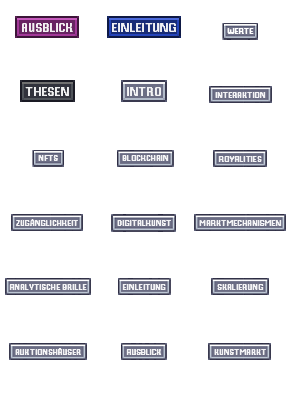 AUSBLICK EINLEITUNG WERTE
THESEN INTRO INTERAKTION
NFTS BLOCKCHAIN ROYALITIES
ZUGÄNGLICHKEIT DIGITALKUNST MARKTMECHANISMEN
ANALYTISCHE BRILLE EINLEITUNG SKALIERUNG
AUKTIONSHÄUSER AUSBLICK KUNSTMARKT